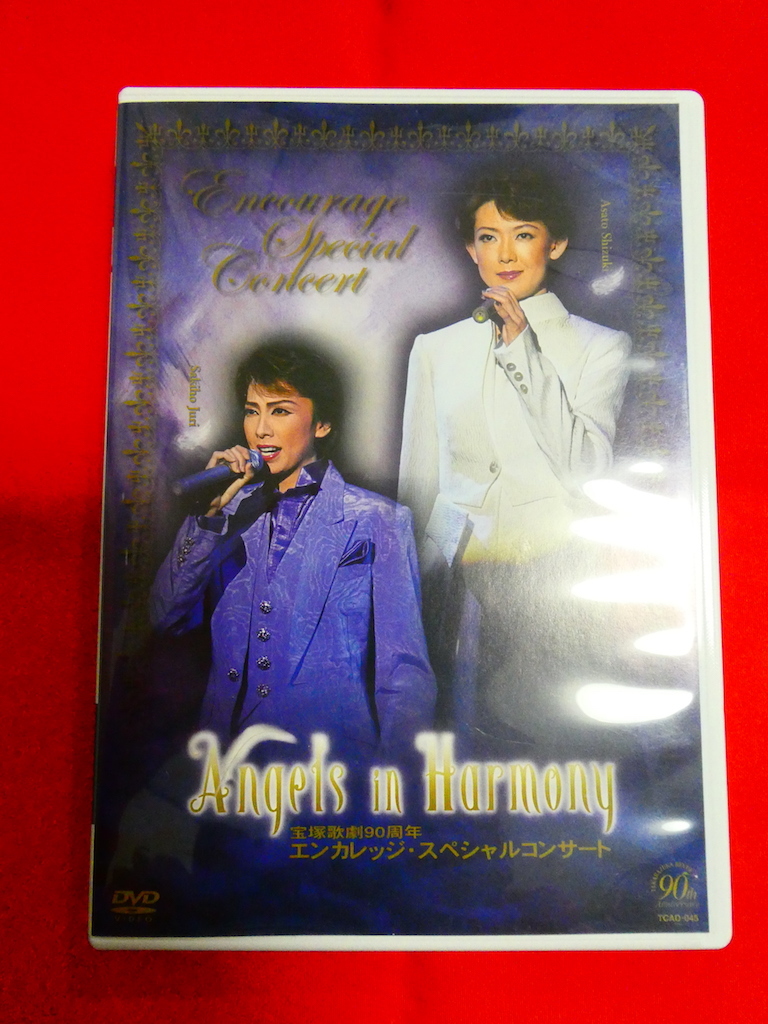 Encourage
Special
Concert
Asato Shizuki
Sakiho Juri
Angels in Harmony
宝塚歌劇90周年
エンカレッジ・スペシャルコンサート
DVD
VIDEO
90th
TCAD-045